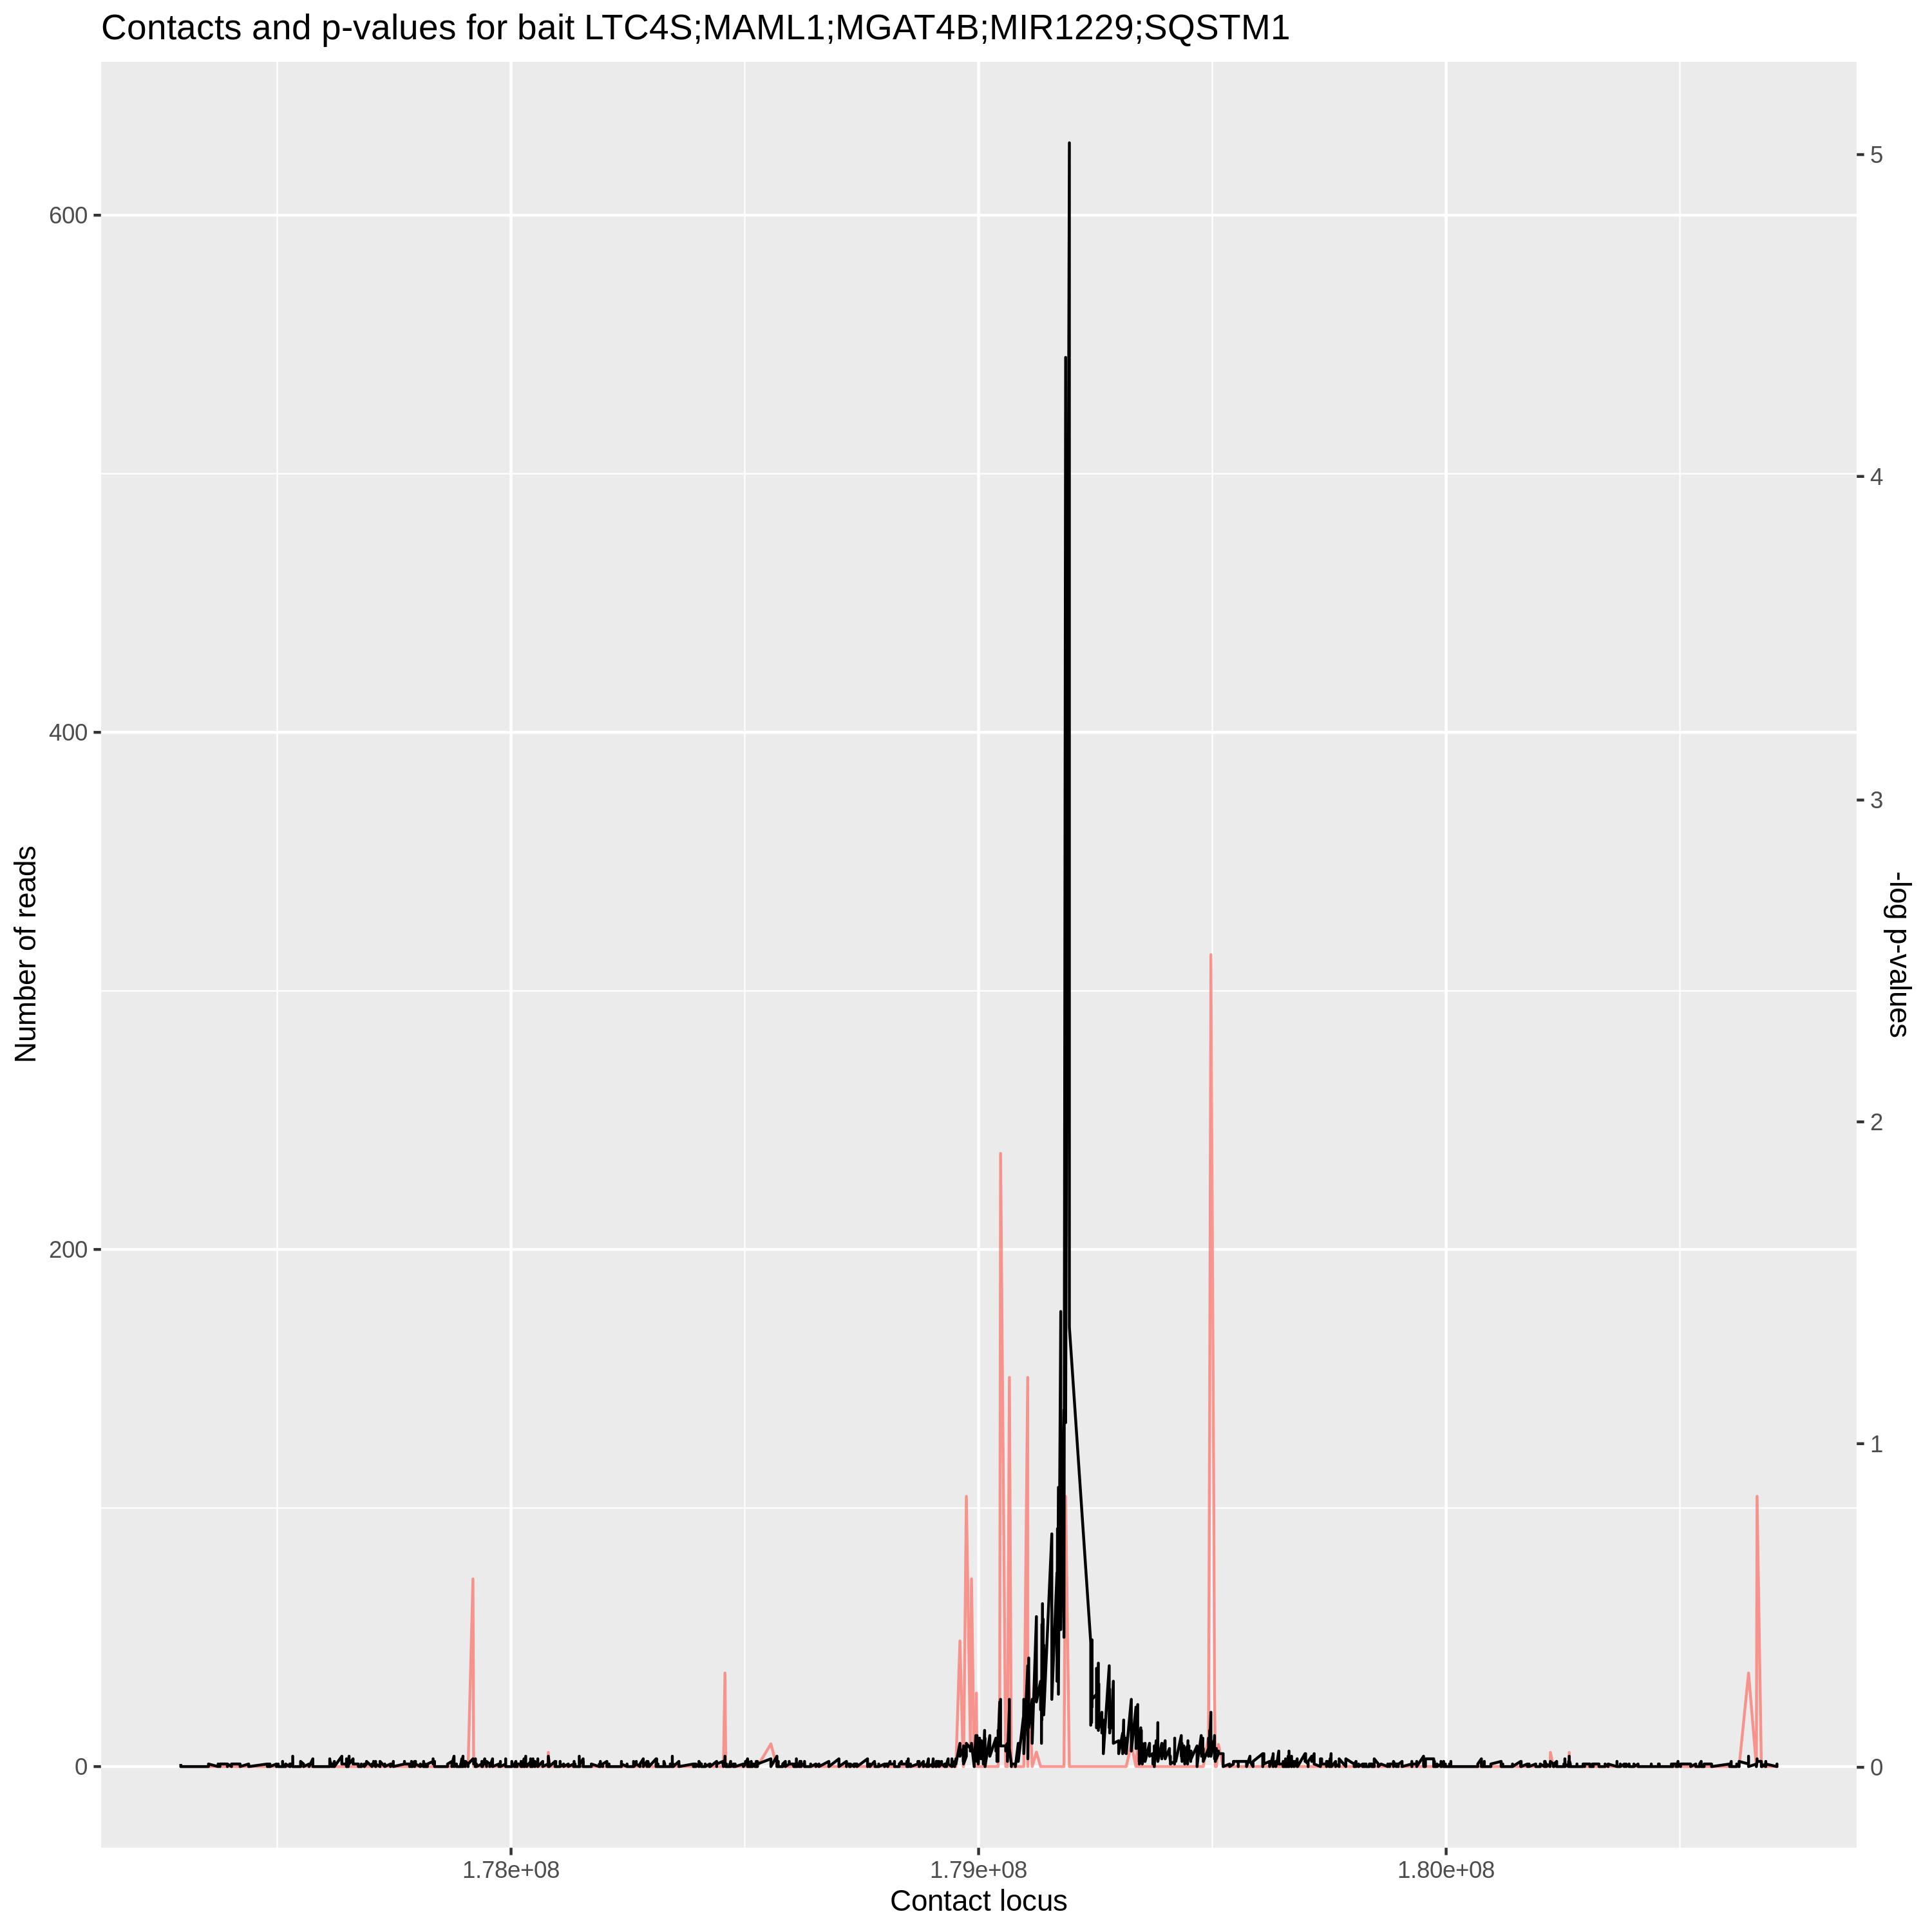 Contacts and p-values for bait LTC4S;MAML1;MGAT4B;MIR1229;SQSTM1
Number of reads
600
400
200
0
5
4
3
2
1
0
-log p-values
1.78e+08
1.79e+08
1.80e+08
Contact locus